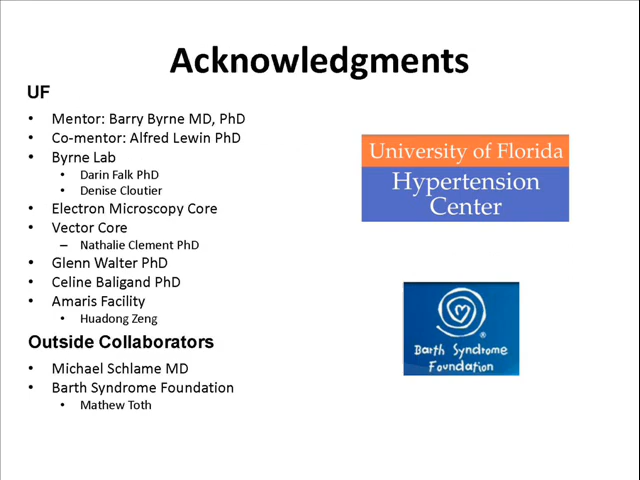 Acknowledgments
UF
• Mentor: Barry Byrne MD, PhD
• Co-mentor: Alfred Lewin PhD
• Byrne Lab
• Darin Falk PhD
• Denise Cloutier
• Electron Microscopy Core
• Vector Core
– Nathalie Clement PhD
• Glenn Walter PhD
• Celine Baligand PhD
• Amaris Facility
• Huadong Zeng
Outside Collaborators
• Michael Schlame MD
• Barth Syndrome Foundation
• Mathew Toth
University of Florida
Hypertension
Center
®
Barth Syndrome
Foundation